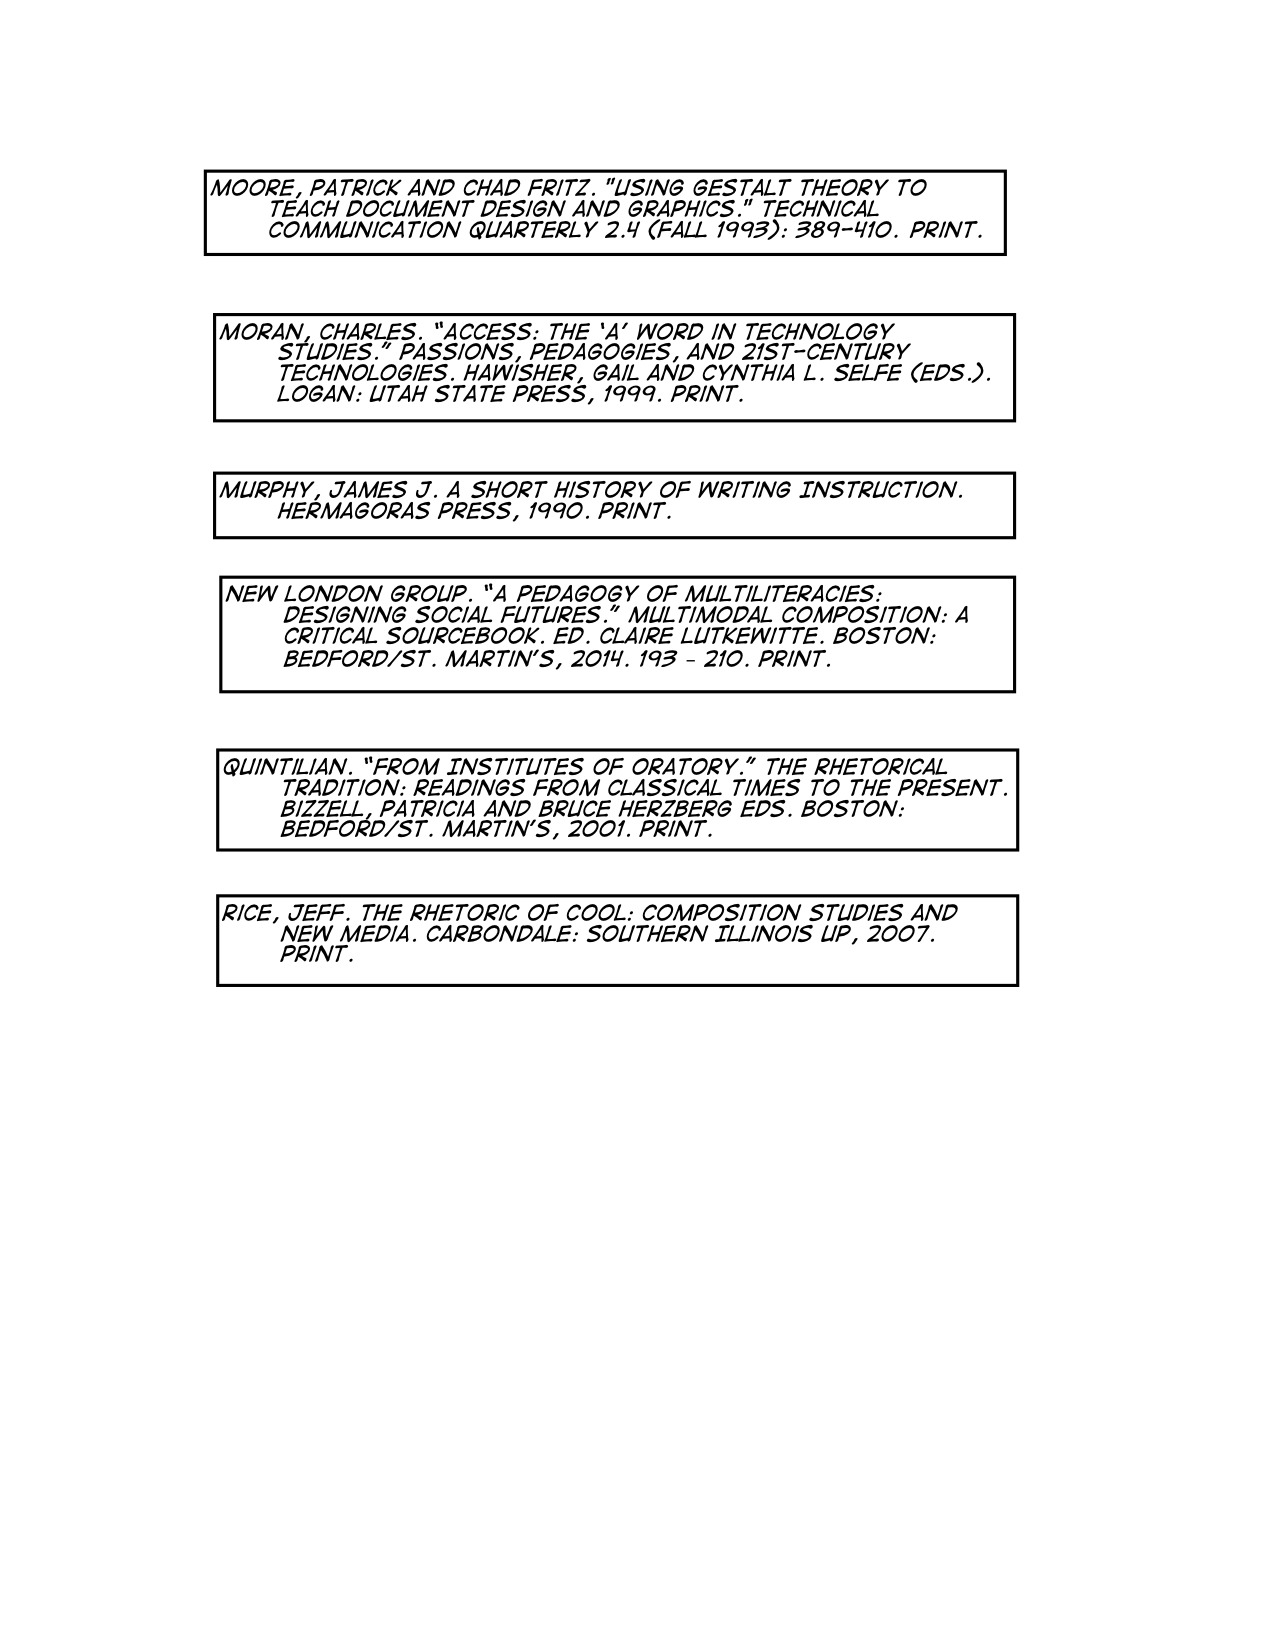 MOORE, PATRICK AND CHAD FRITZ. "USING GESTALT THEORY TO
TEACH DOCUMENT DESIGN AND GRAPHICS." TECHNICAL
COMMUNICATION QUARTERLY 2.4 (FALL 1993): 389-410. PRINT.
MORAN, CHARLES. “ACCESS: THE ‘A’ WORD IN TECHNOLOGY
STUDIES.” PASSIONS, PEDAGOGIES, AND 21ST-CENTURY
TECHNOLOGIES. HAWISHER, GAIL AND CYNTHIA L. SELFE (EDS.).
LOGAN: UTAH STATE PRESS, 1999. PRINT.
MURPHY, JAMES J. A SHORT HISTORY OF WRITING INSTRUCTION.
HERMAGORAS PRESS, 1990. PRINT.
NEW LONDON GROUP. “A PEDAGOGY OF MULTILITERACIES:
DESIGNING SOCIAL FUTURES.” MULTIMODAL COMPOSITION: A
CRITICAL SOURCEBOOK. ED. CLAIRE LUTKEWITTE. BOSTON:
BEDFORD/ST. MARTIN’S, 2014. 193 – 210. PRINT.
QUINTILIAN. “FROM INSTITUTES OF ORATORY.” THE RHETORICAL
TRADITION: READINGS FROM CLASSICAL TIMES TO THE PRESENT.
BIZZELL, PATRICIA AND BRUCE HERZBERG EDS. BOSTON:
BEDFORD/ST. MARTIN’S, 2001. PRINT.
RICE, JEFF. THE RHETORIC OF COOL: COMPOSITION STUDIES AND
NEW MEDIA. CARBONDALE: SOUTHERN ILLINOIS UP, 2007.
PRINT.